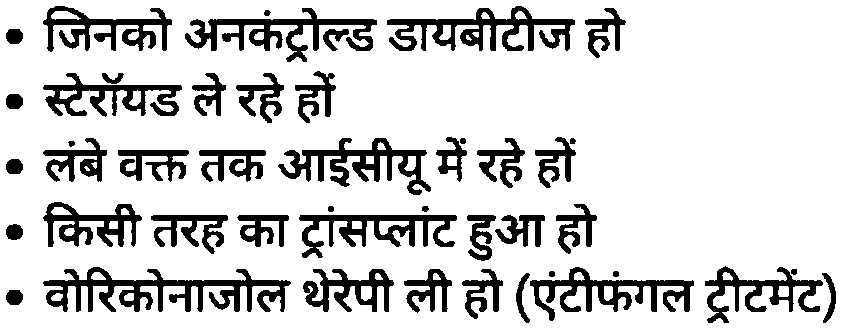 • जिनको अनकंट्रोल्ड डायबीटीज हो
• स्टेरॉयड ले रहे हों
• लंबे वक्त तक आईसीयू में रहे हों
• किसी तरह का ट्रांसप्लांट हुआ हो
• वोरिकोनाजोल थेरेपी ली हो (एंटीफंगल ट्रीटमेंट)